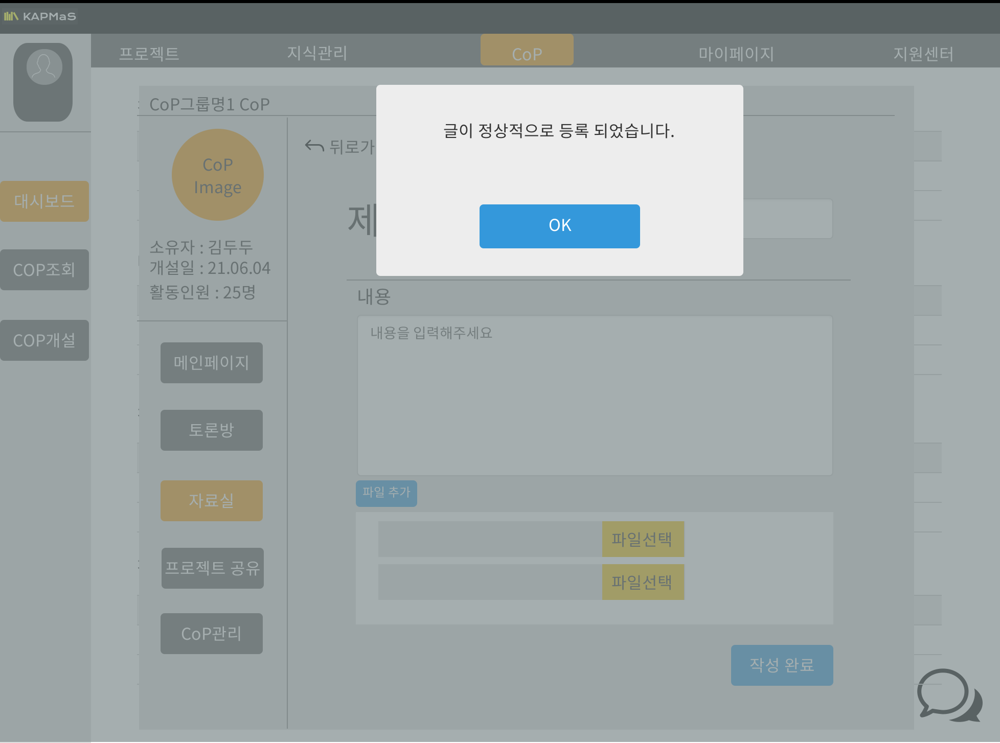 KAPMaS
프로젝트
지식관리
CoP
마이페이지
지원센터
대시보드
COP조회
COP개설
CoP그룹명1 CoP
CoP
Image
소유자 : 김두두
개설일 : 21.06.04
활동인원 : 25명
메인페이지
토론방
자료실
프로젝트 공유
CoP관리
뒤로가
글이 정상적으로 등록 되었습니다.
OK
제
내용
내용을 입력해주세요
파일 추가
파일선택
파일선택
작성 완료